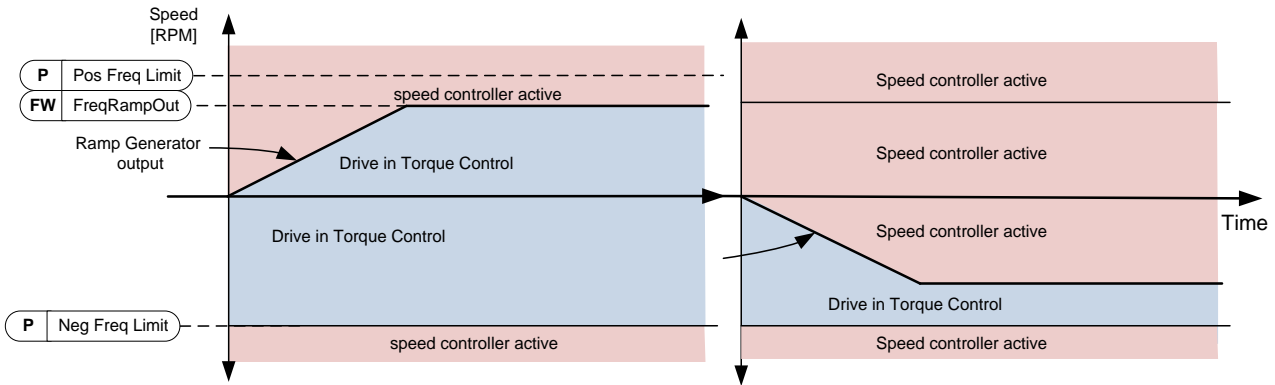 Speed
[RPM]
P Pos Freq Limit
FW FreqRampOut
speed controller active
Ramp Generator
output
Drive in Torque Control
Drive in Torque Control
P Neg Freq Limit
speed controller active
Speed controller active
Speed controller active
Speed controller active
Time
Drive in Torque Control
Speed controller active